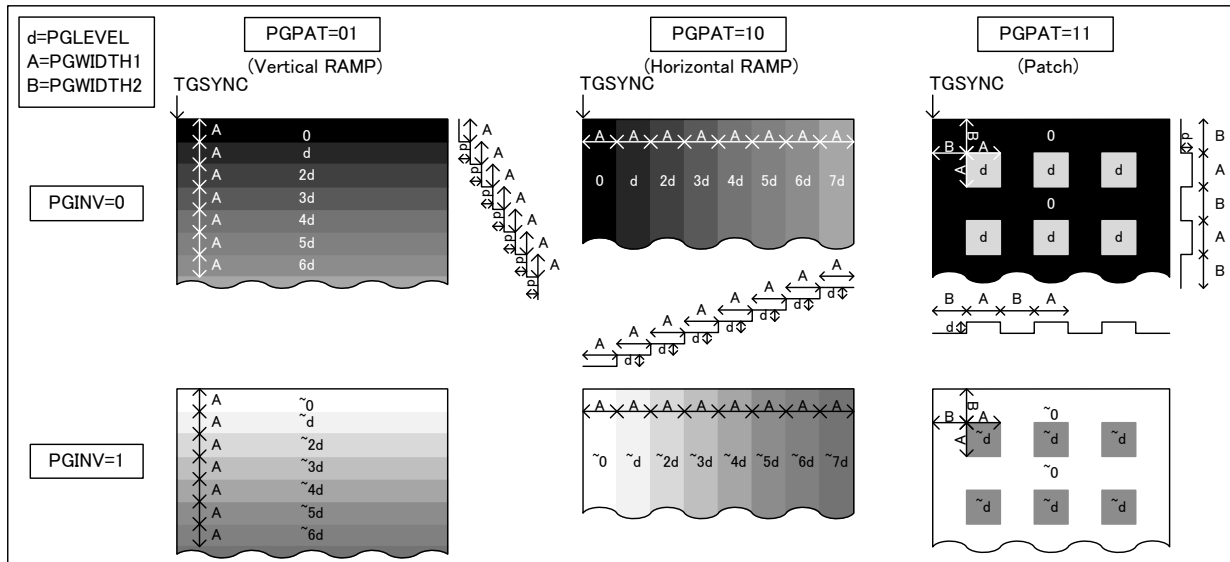 d=PGLEVEL
A=PGWIDTH1
B=PGWIDTH2
PGPAT=01
(Vertical RAMP)
PGPAT=10
(Horizontal RAMP)
PGPAT=11
(Patch)
TGSYNC
TGSYNC
TGSYNC
PGINV=0
A 0
A d
A 2d
A 3d
A 4d
A 5d
A 6d
A
d
A
d
A
d
A
d
A
d
A
d
A
d
A A A A A A A A
0 d 2d 3d 4d 5d 6d 7d
A
A
A
A
A
A
A
A
d
d
d
d
d
d
d
B 0
B A
A d d d
0
d d d
d B
A
B
A
B
B A B A
d
PGINV=1
A ~0
A ~d
A ~2d
A ~3d
A ~4d
A ~5d
A ~6d
A A A A A A A A
~0 ~d ~2d ~3d ~4d ~5d ~6d ~7d
B ~0
B A
A ~d ~d ~d
~0
~d ~d ~d